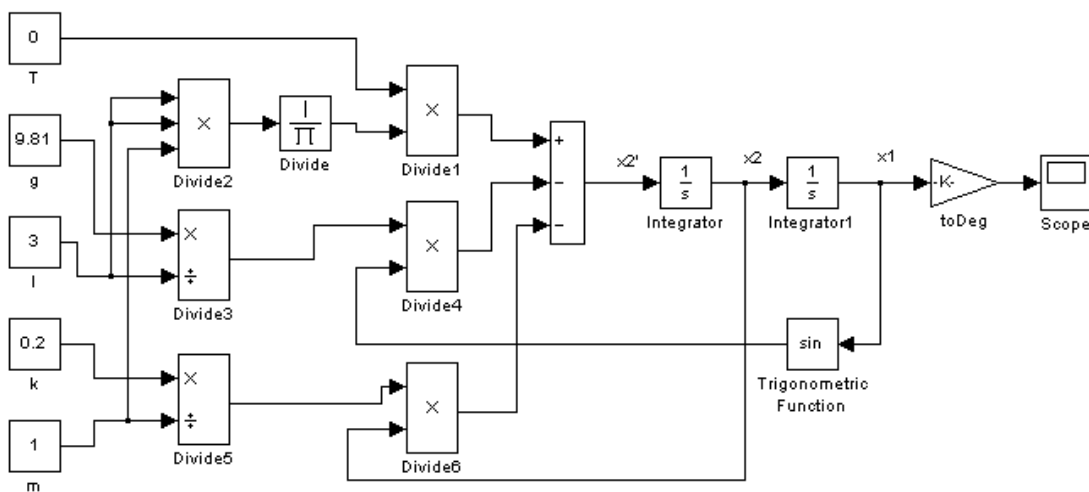 0
T
9.81
g
3
l
0.2
k
1
m
×
Divide2
1
∏
Divide
×
Divide1
×
÷
Divide3
×
Divide4
×
÷
Divide5
×
Divide6
+
−
−
x2'
1
s
Integrator
x2
1
s
Integrator1
x1
-K-
toDeg
Scope
sin
Trigonometric
Function